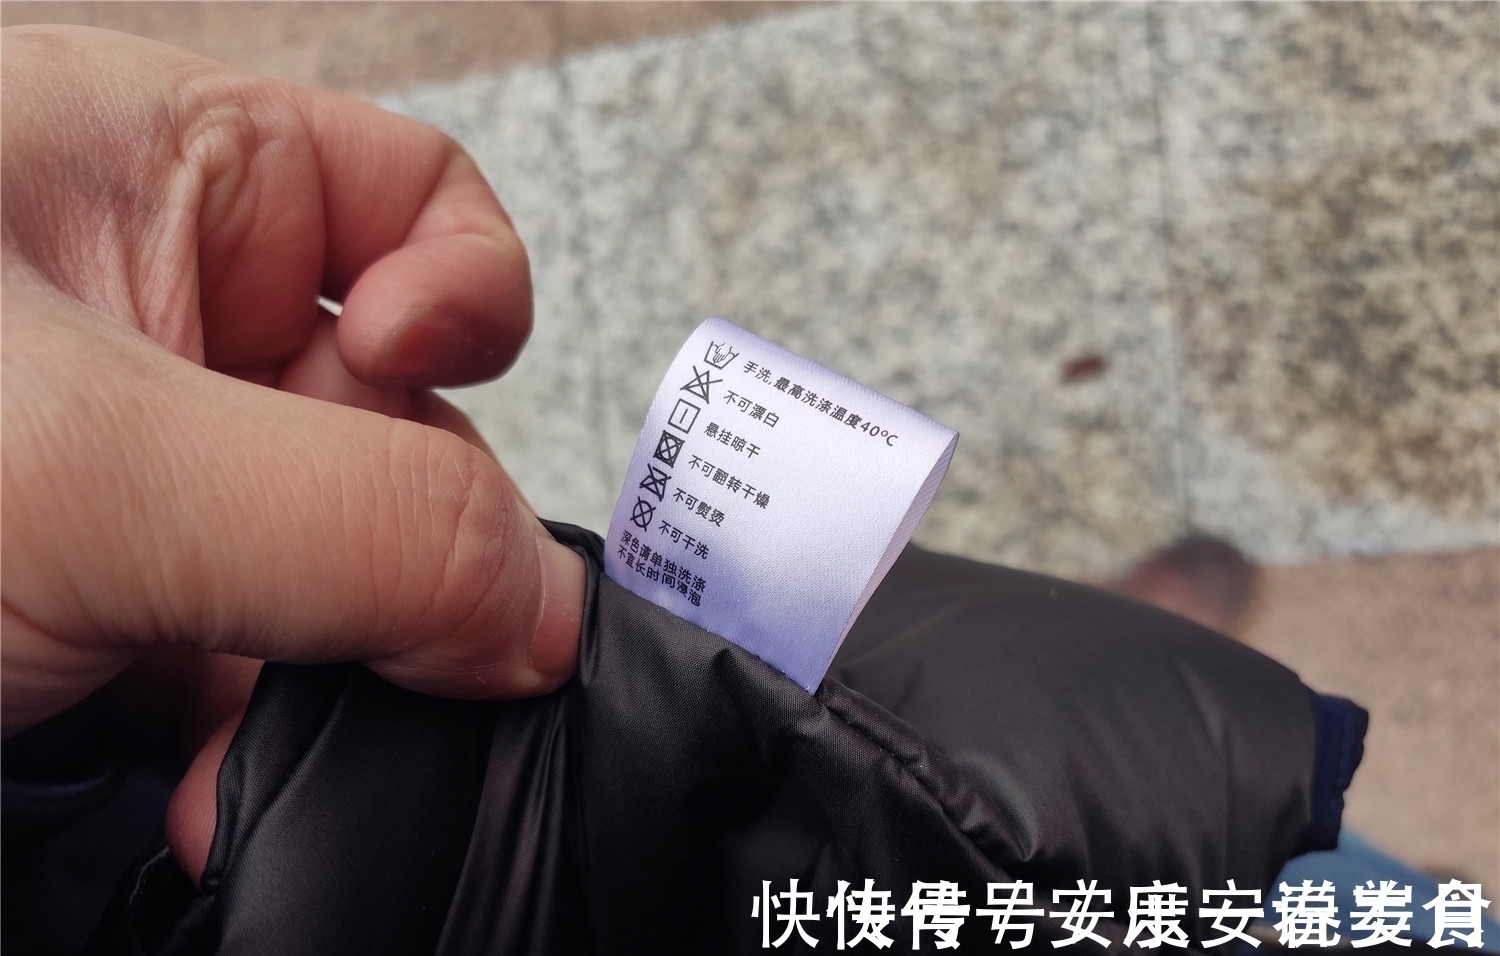 手洗,最高洗涤温度40°C
不可漂白
悬挂晾干
不可翻转干燥
不可熨烫
不可干洗
深色请单独洗涤
不宜长时间浸泡